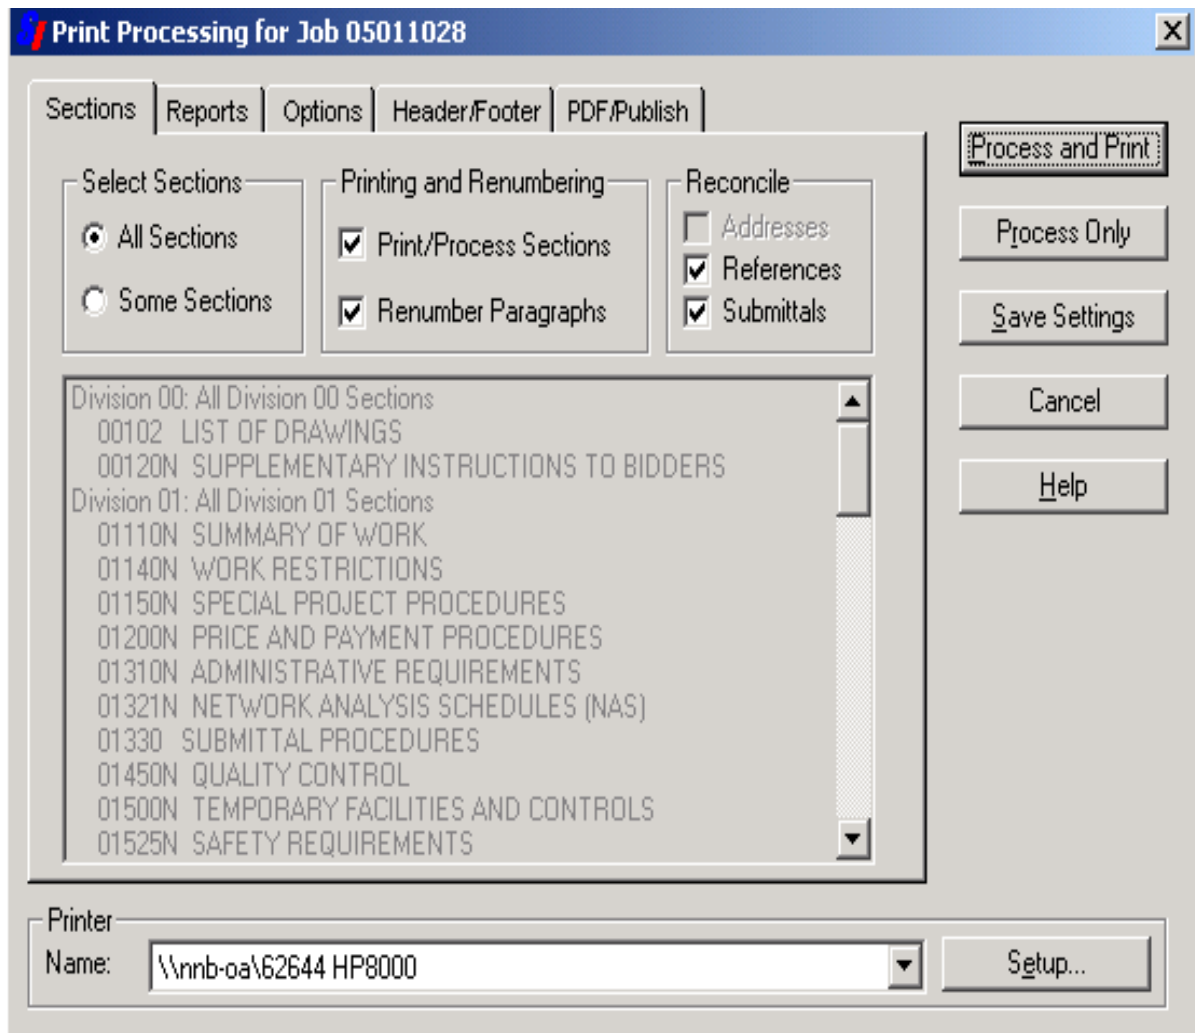 Print Processing for Job 05011028
Sections Reports Options Header/Footer PDF/Publish
Select Sections
All Sections
Some Sections
Printing and Renumbering
Print/Process Sections
Renumber Paragraphs
Reconcile
Addresses
References
Submittals
Division 00: All Division 00 Sections
00102 LIST OF DRAWINGS
00120N SUPPLEMENTARY INSTRUCTIONS TO BIDDERS
Division 01: All Division 01 Sections
01110N SUMMARY OF WORK
01140N WORK RESTRICTIONS
01150N SPECIAL PROJECT PROCEDURES
01200N PRICE AND PAYMENT PROCEDURES
01310N ADMINISTRATIVE REQUIREMENTS
01321N NETWORK ANALYSIS SCHEDULES (NAS)
01330 SUBMITTAL PROCEDURES
01450N QUALITY CONTROL
01500N TEMPORARY FACILITIES AND CONTROLS
01525N SAFETY REQUIREMENTS
Process and Print
Process Only
Save Settings
Cancel
Help
Printer
Name: \\nnb-oa\62644 HP8000
Setup...